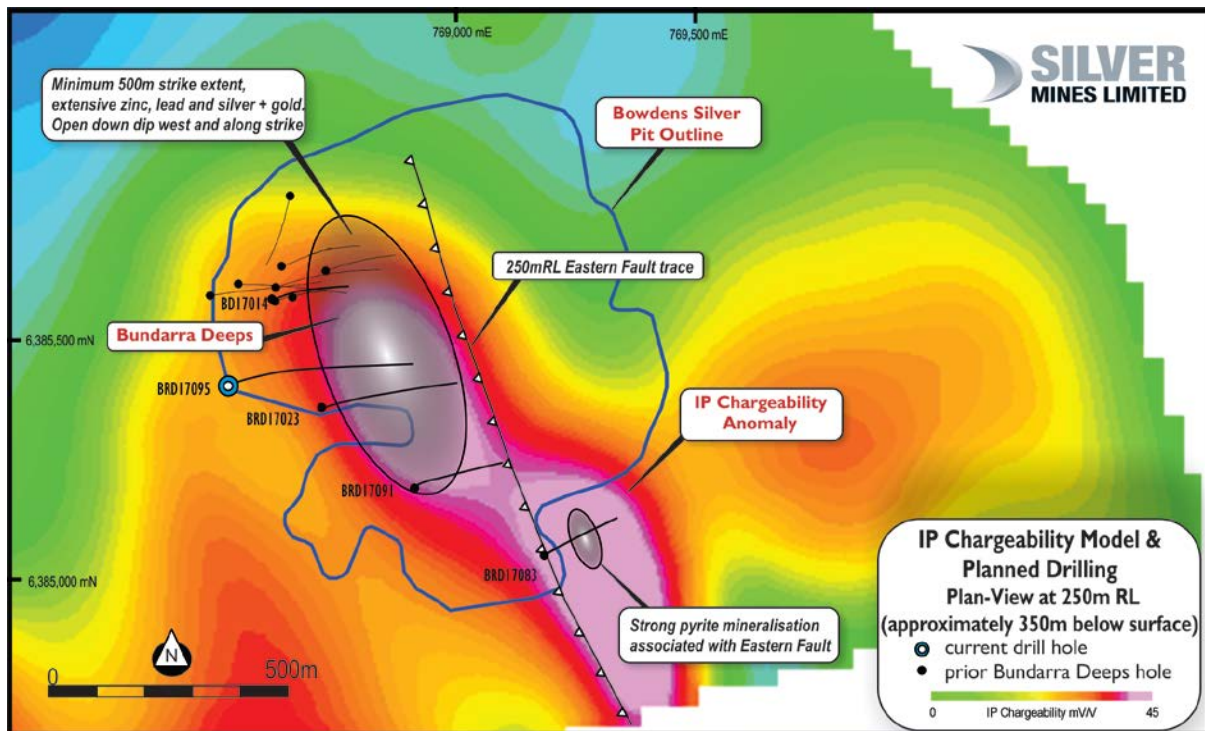 769,000 mE
769,500 mE
SILVER
MINES LIMITED
Minimum 500m strike extent,
extensive zinc, lead and silver + gold.
Open down dip west and along strike
Bowdens Silver
Pit Outline
250mRL Eastern Fault trace
BD17014
6,385,500 mN
Bundarra Deeps
BRD17095
BRD17023
IP Chargeability
Anomaly
BRD17091
BRD17083
6,385,000 mN
Strong pyrite mineralisation
associated with Eastern Fault
N
0
500m
IP Chargeability Model &
Planned Drilling
Plan-View at 250m RL
(approximately 350m below surface)
current drill hole
prior Bundarra Deeps hole
0 IP Chargeability mV/V 45